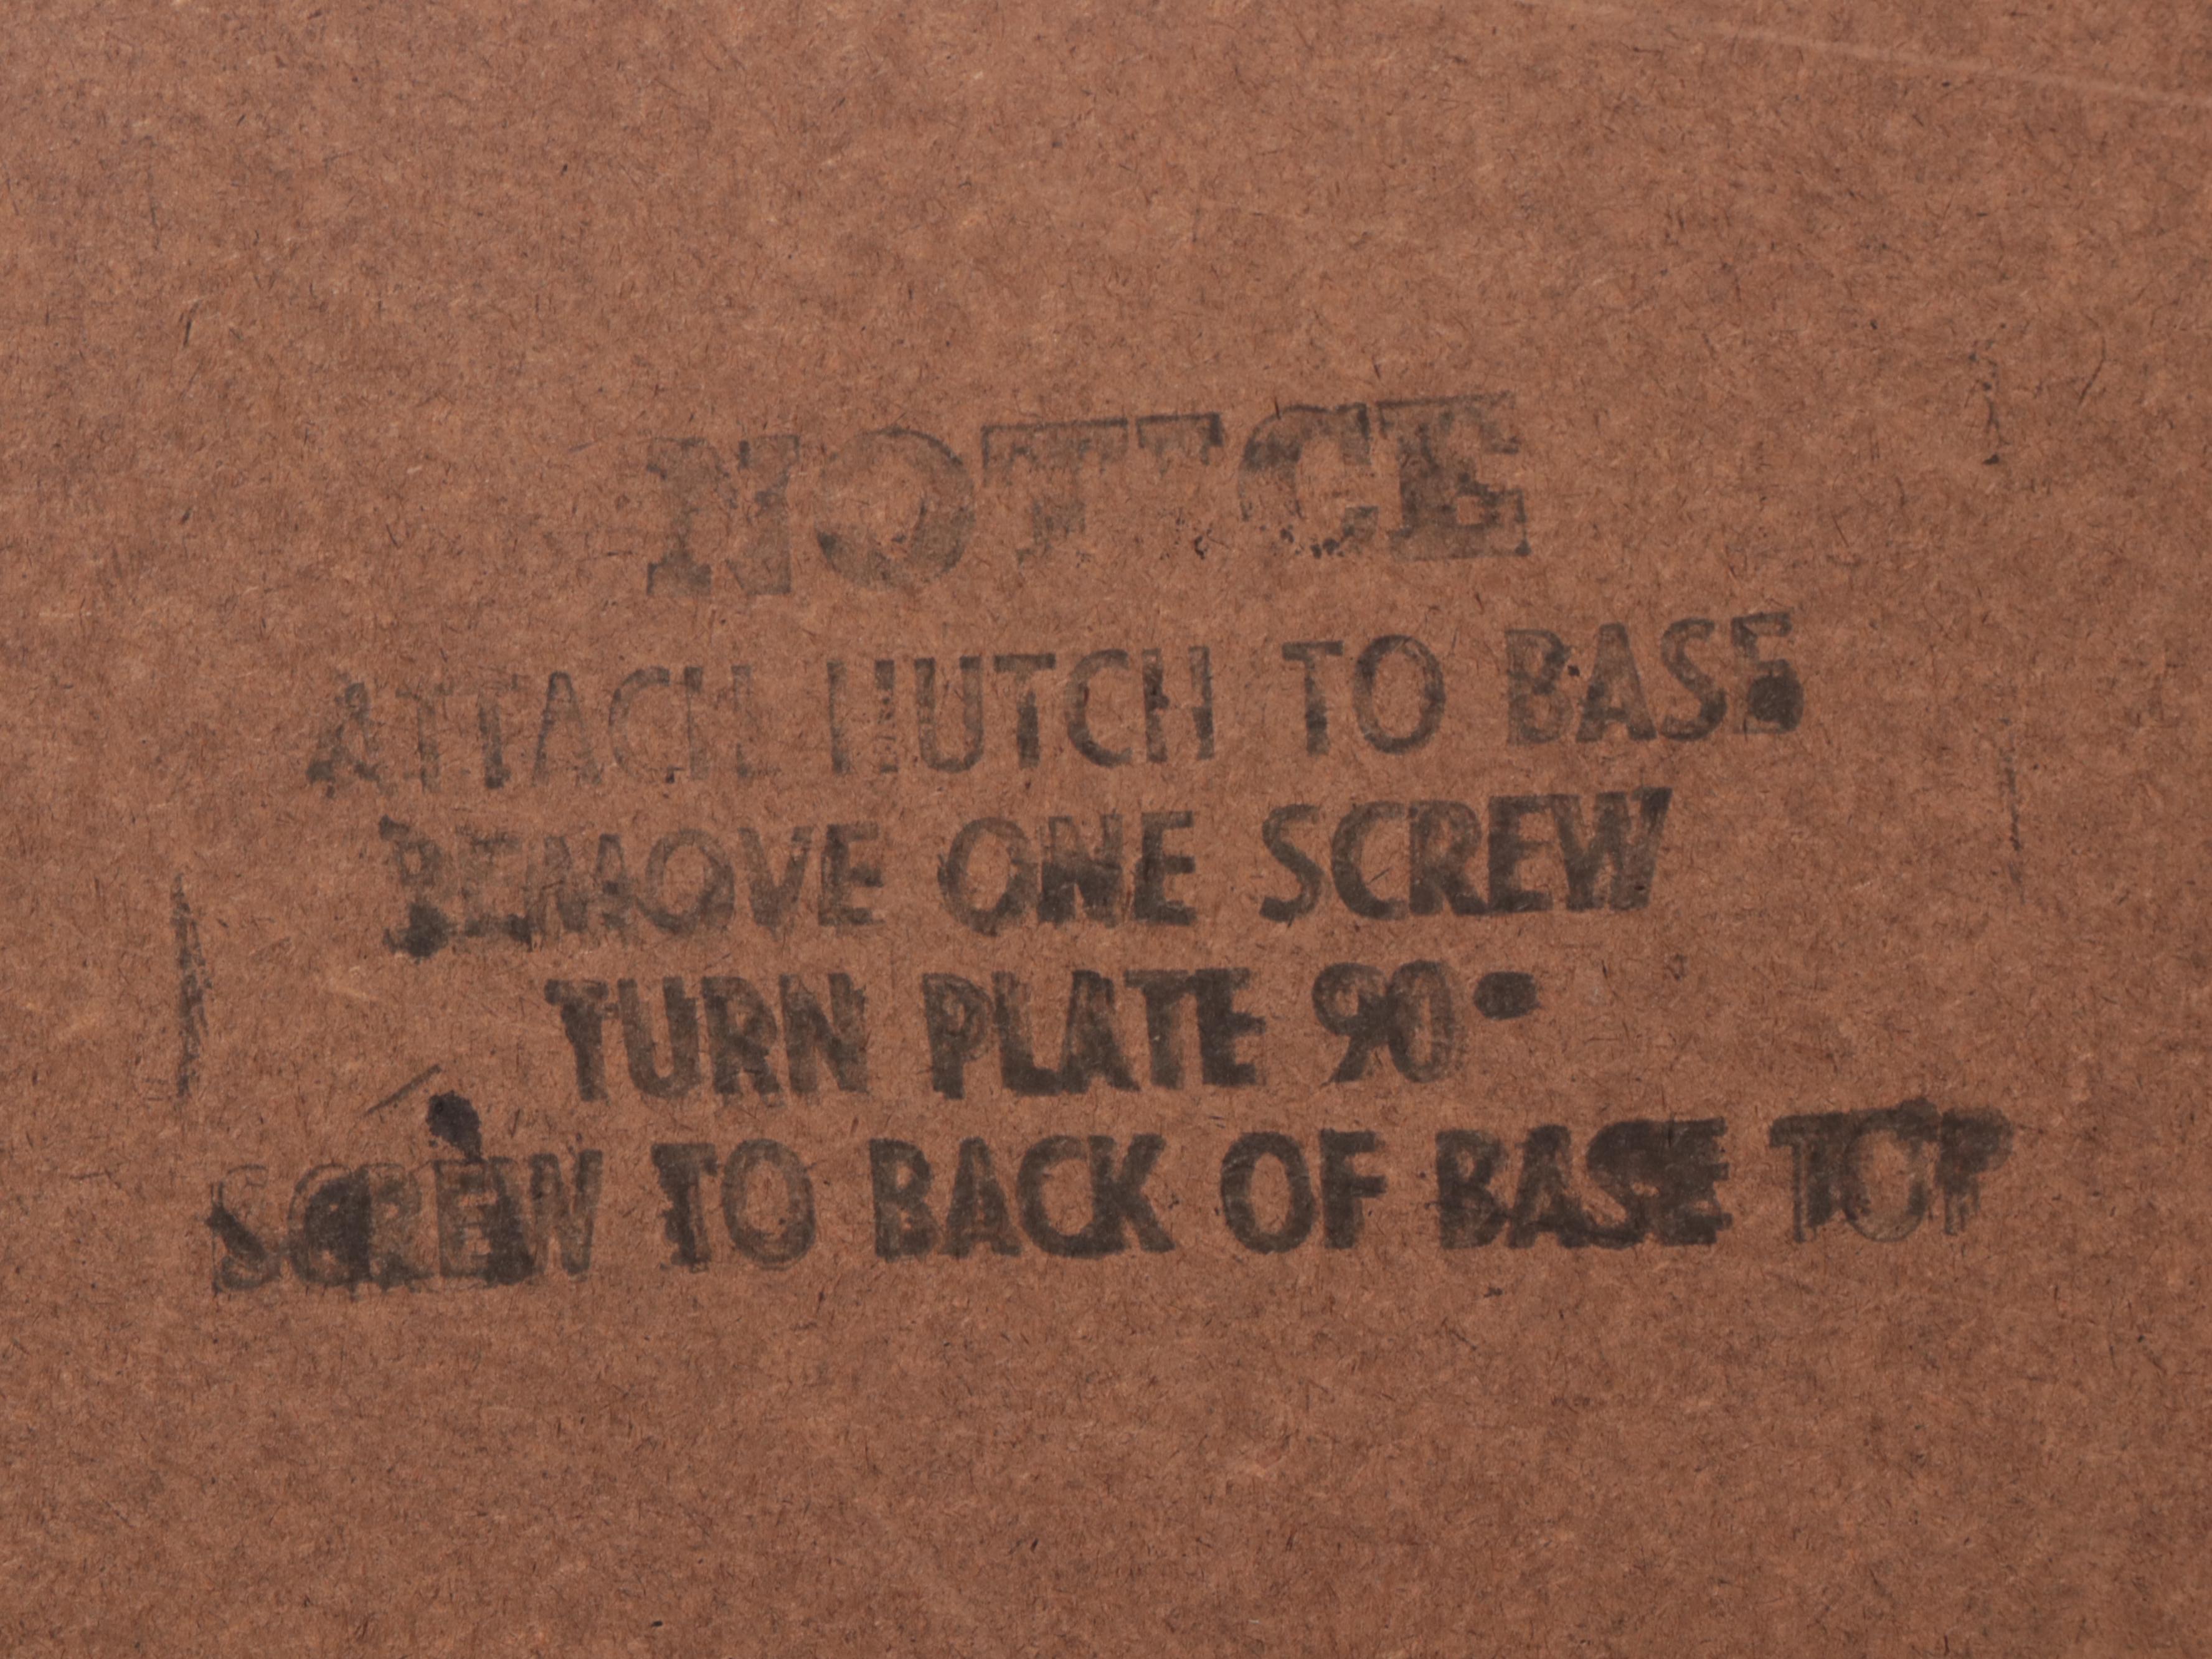 NOTICE
ATTACH HUTCH TO BASE
REMOVE ONE SCREW
TURN PLATE 90°
SCREW TO BACK OF BASE TOP